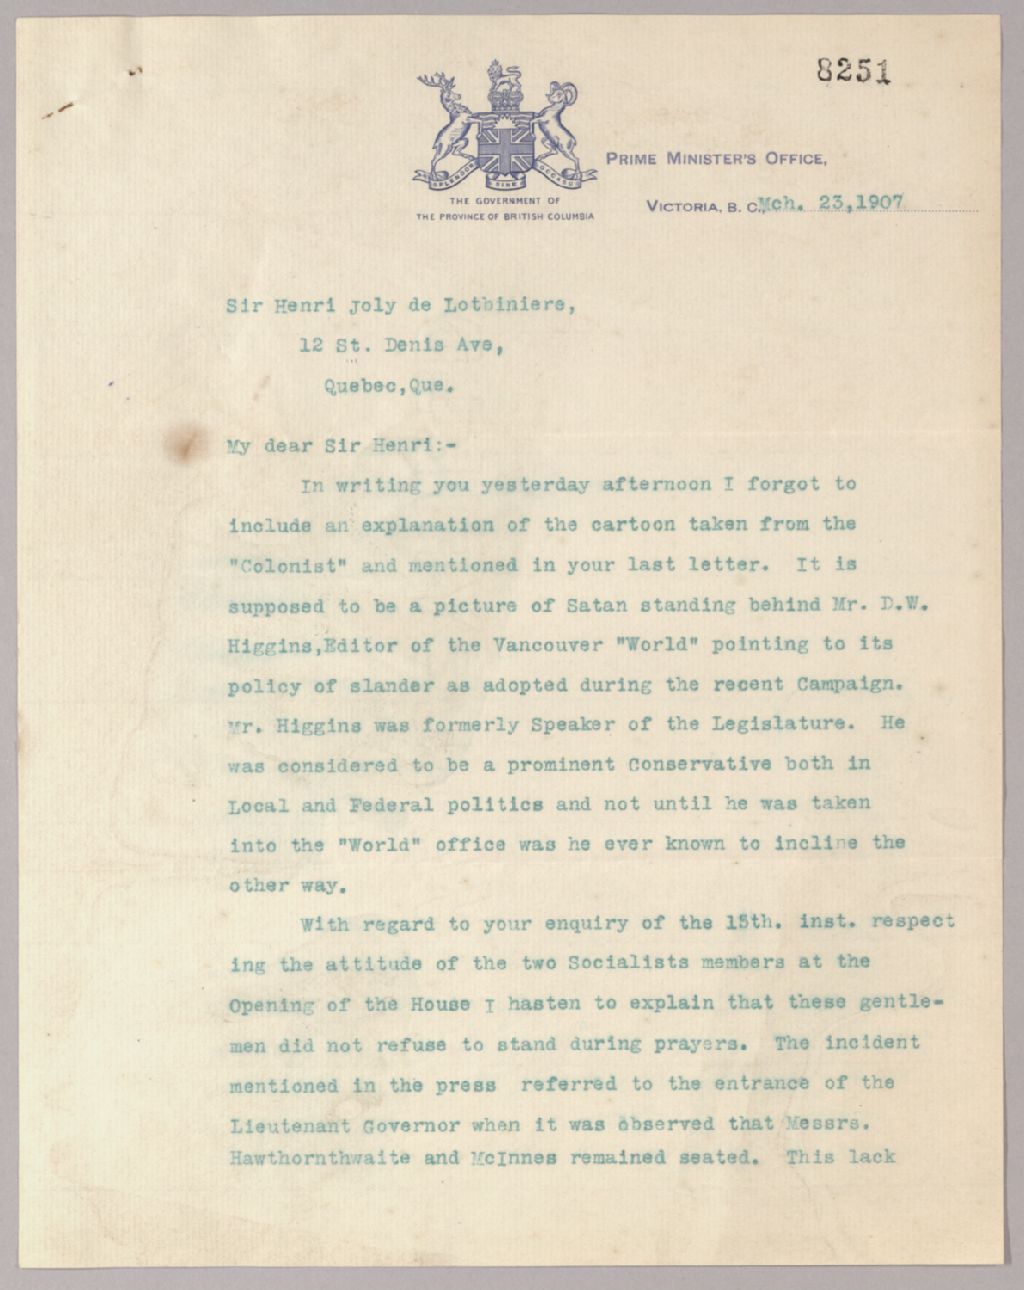 8251
SPLENDOR SINE OCCASU
THE GOVERNMENT OF
THE PROVINCE OF BRITISH COLUMBIA
PRIME MINISTER'S OFFICE,
VICTORIA, B. C., Mch. 23,1907
Sir Henri Joly de Lotbiniere,
12 St. Denis Ave,
Quebec,Que.
My dear Sir Henri:-
In writing you yesterday afternoon I forgot to
include an explanation of the cartoon taken from the
"Colonist" and mentioned in your last letter. It is
supposed to be a picture of Satan standing behind Mr. D.W.
Higgins,Editor of the Vancouver "World" pointing to its
policy of slander as adopted during the recent Campaign.
Mr. Higgins was formerly Speaker of the Legislature. He
was considered to be a prominent Conservative both in
Local and Federal politics and not until he was taken
into the "World" office was he ever known to incline the
other way.
With regard to your enquiry of the 15th. inst. respect
ing the attitude of the two Socialists members at the
Opening of the House I hasten to explain that these gentle-
men did not refuse to stand during prayers. The incident
mentioned in the press referred to the entrance of the
Lieutenant Governor when it was observed that Messrs.
Hawthornthwaite and McInnes remained seated. This lack